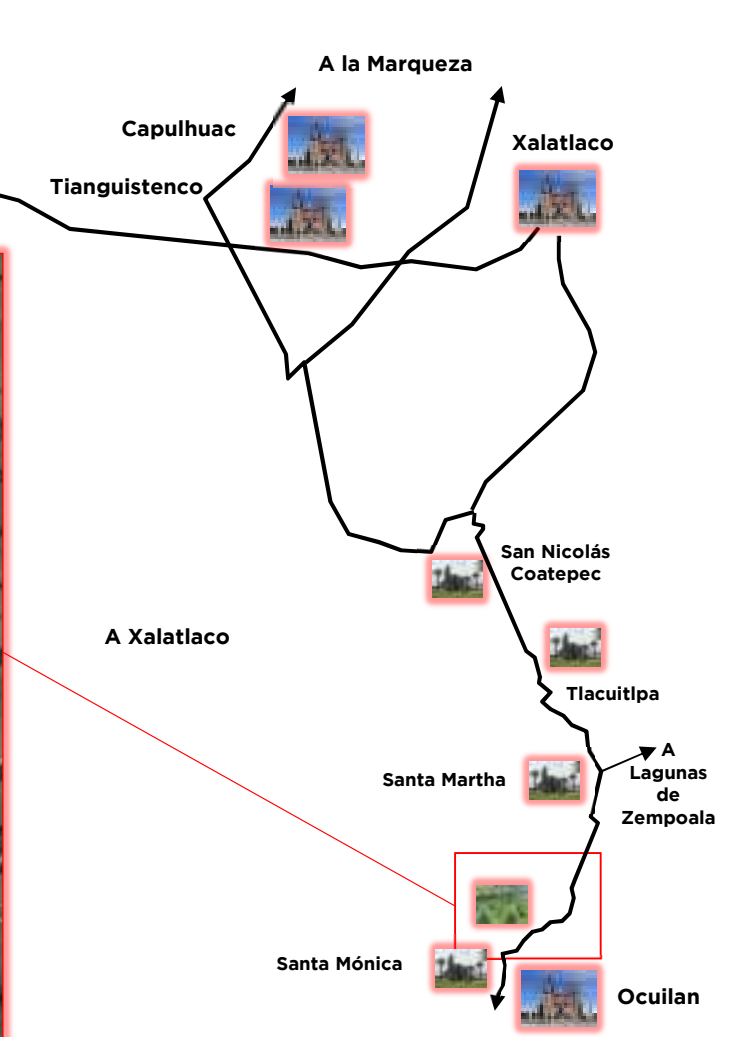 A la Marqueza
Capulhuac
Xalatlaco
Tianguistenco
San Nicolás
Coatepec
A Xalatlaco
Tlacuitlpa
A
Lagunas
de
Zempoala
Santa Martha
Santa Mónica
Ocuilan